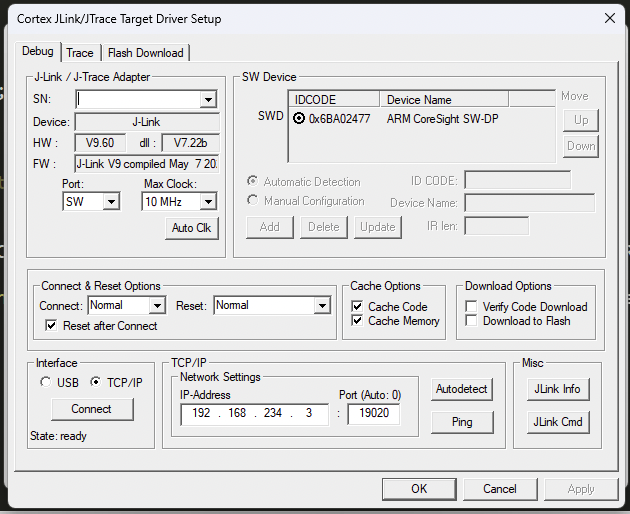 Cortex JLink/JTrace Target Driver Setup
Debug Trace Flash Download
J-Link / J-Trace Adapter
SN:
Device: J-Link
HW : V9.60 dll : V7.22b
FW : J-Link V9 compiled May 7 20
Port: Max Clock:
SW 10 MHz
Auto Clk
SW Device
IDCODE Device Name Move
SWD 0x6BA02477 ARM CoreSight SW-DP Up
Down
Automatic Detection ID CODE:
Manual Configuration Device Name:
Add Delete Update IR len:
Connect & Reset Options
Connect: Normal Reset: Normal
Reset after Connect
Cache Options
Cache Code
Cache Memory
Download Options
Verify Code Download
Download to Flash
Interface
USB TCP/IP
Connect
State: ready
TCP/IP
Network Settings
IP-Address Port (Auto: 0)
192 . 168 . 234 . 3 : 19020
Autodetect
Ping
Misc
JLink Info
JLink Cmd
OK Cancel Apply